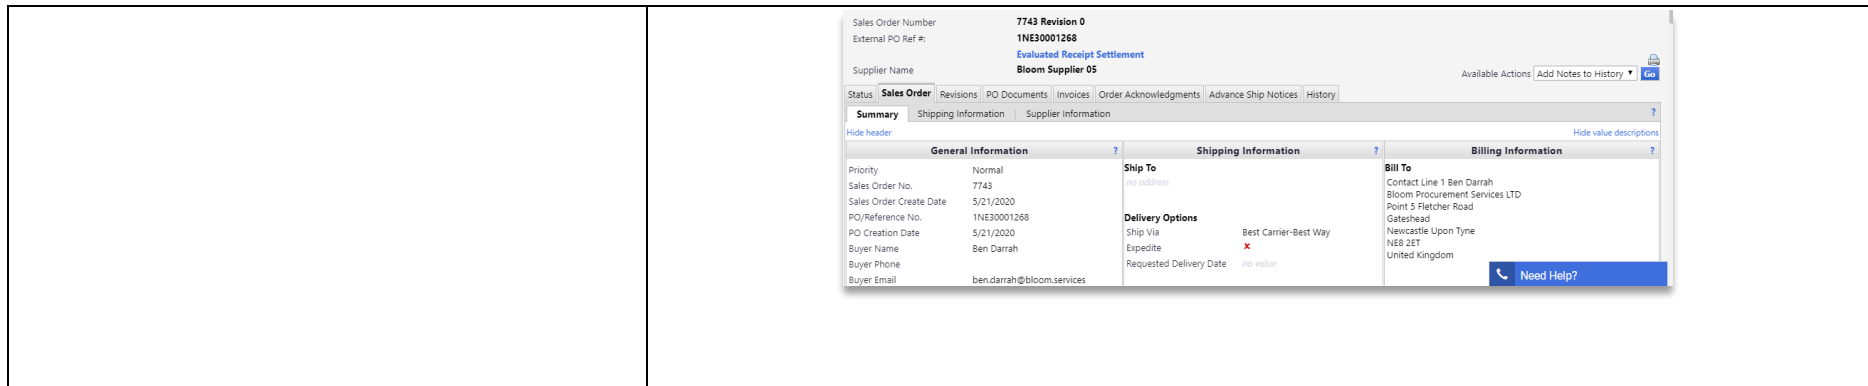 Sales Order Number 7743 Revision 0
External PO Ref #: 1NE30001268
Evaluated Receipt Settlement
Supplier Name Bloom Supplier 05
Available Actions Add Notes to History Go
Status Sales Order Revisions PO Documents Invoices Order Acknowledgments Advance Ship Notices History
Summary Shipping Information Supplier Information ?
Hide header Hide value descriptions
General Information ?
Priority Normal
Sales Order No. 7743
Sales Order Create Date 5/21/2020
PO/Reference No. 1NE30001268
PO Creation Date 5/21/2020
Buyer Name Ben Darrah
Buyer Phone
Buyer Email ben.darrah@bloom.services
Shipping Information ?
Ship To
no address
Delivery Options
Ship Via Best Carrier-Best Way
Expedite x
Requested Delivery Date no value
Billing Information ?
Bill To
Contact Line 1 Ben Darrah
Bloom Procurement Services LTD
Point 5 Fletcher Road
Gateshead
Newcastle Upon Tyne
NE8 2ET
United Kingdom
Need Help?